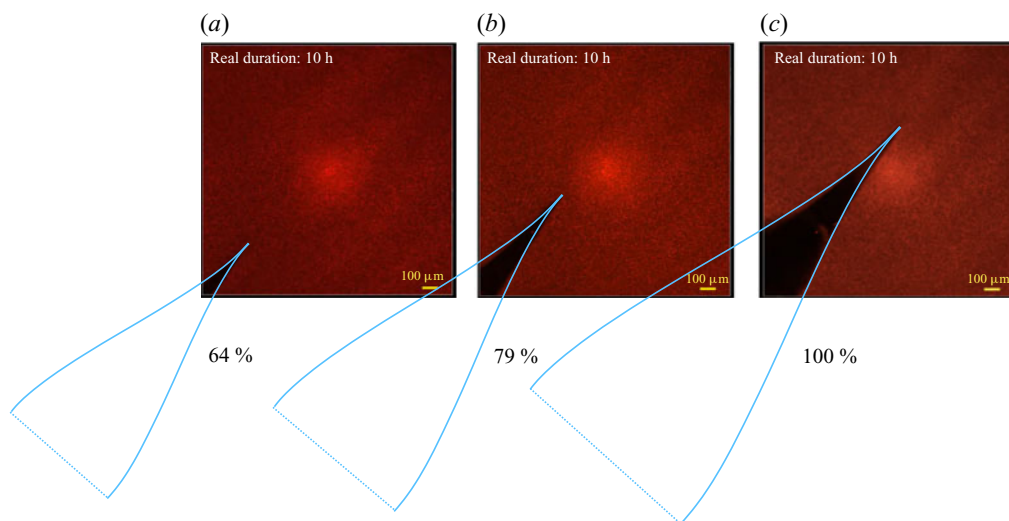 (a)
(b)
(c)
Real duration: 10 h
Real duration: 10 h
Real duration: 10 h
100 μm
100 μm
100 μm
64 %
79 %
100 %